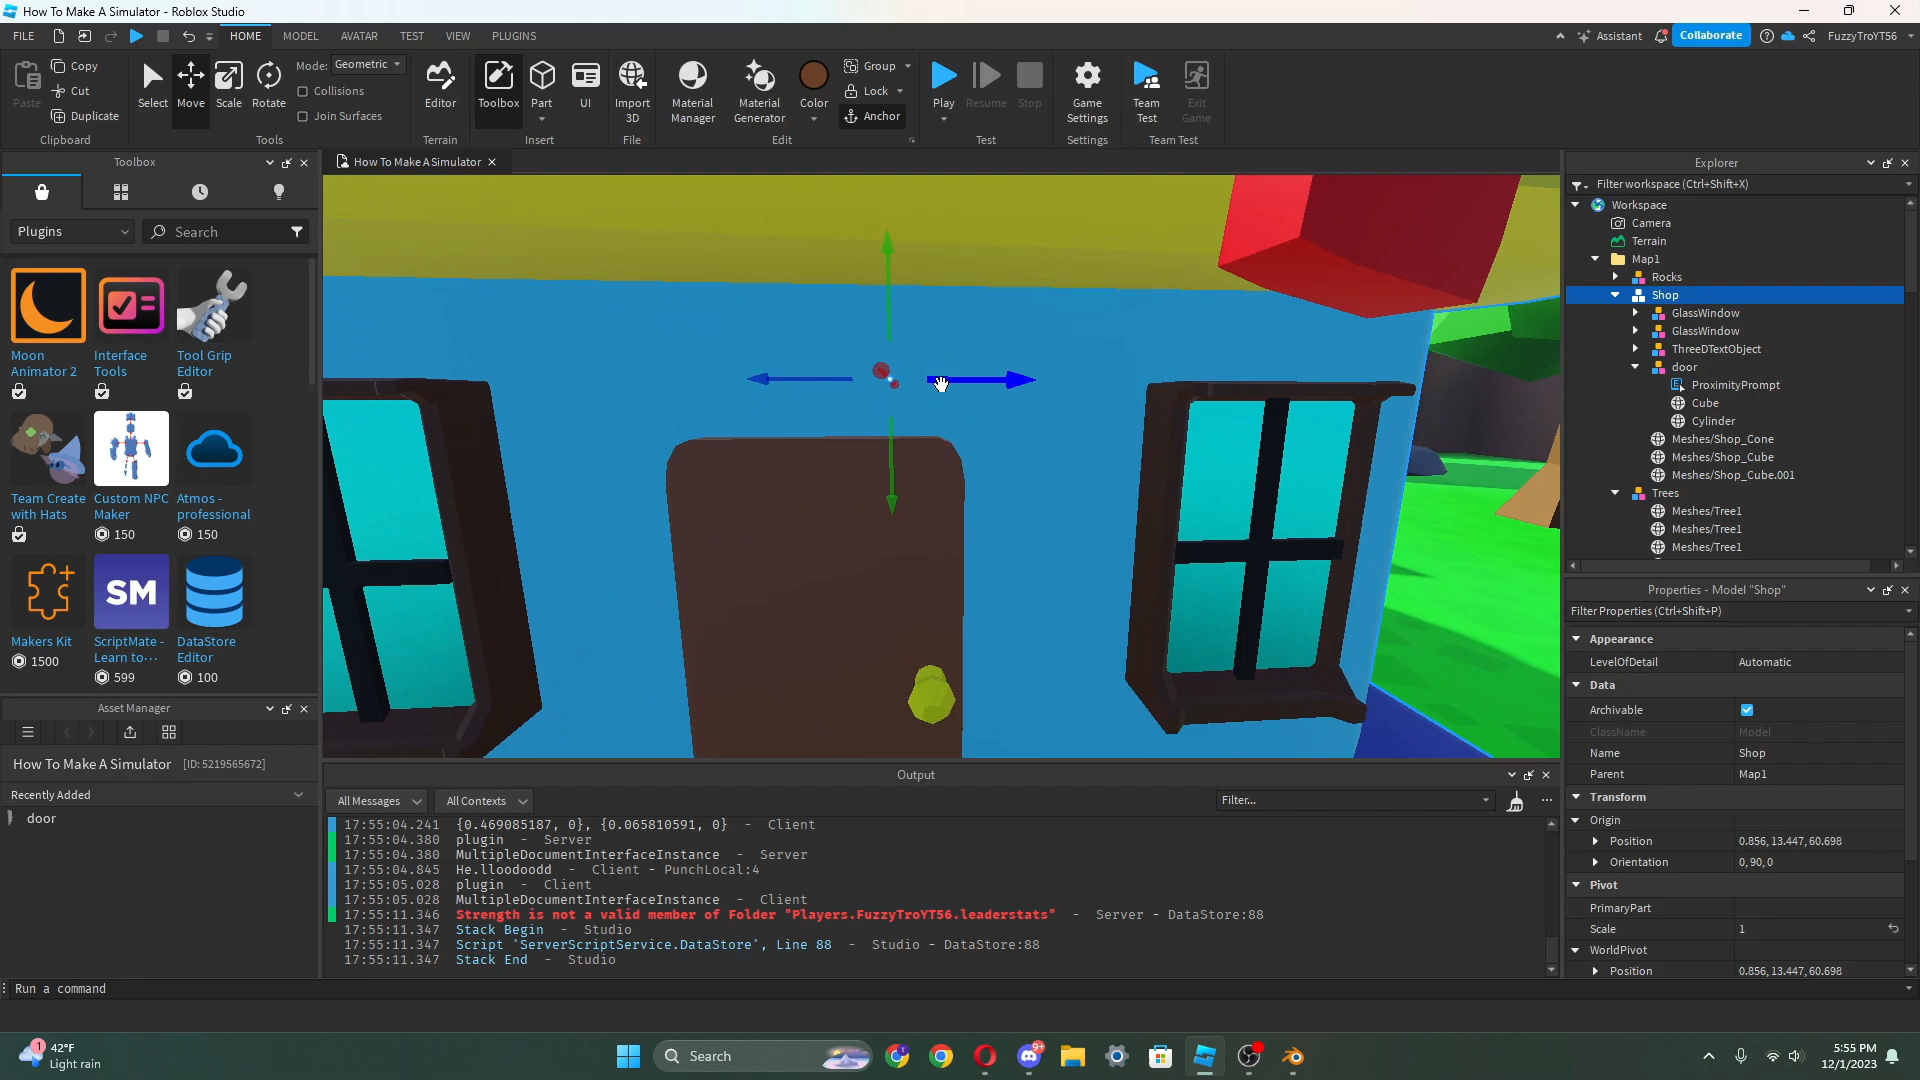 How To Make A Simulator - Roblox Studio
FILE
HOME
MODEL
AVATAR
TEST
VIEW
PLUGINS
Assistant
Collaborate
FuzzyTroYT56
Paste
Copy
Cut
Duplicate
Clipboard
Select
Move
Scale
Rotate
Mode: Geometric
Collisions
Join Surfaces
Tools
Editor
Terrain
Toolbox
Part
UI
Insert
Import
3D
File
Material
Manager
Material
Generator
Color
Group
Lock
Anchor
Edit
Play
Resume
Stop
Test
Game
Settings
Settings
Team
Test
Exit
Game
Team Test
Toolbox
Plugins
Search
Moon
Animator 2
Interface
Tools
Tool Grip
Editor
Team Create
with Hats
Custom NPC
Maker
150
Atmos -
professional
150
Makers Kit
1500
SM
ScriptMate -
Learn to...
599
DataStore
Editor
100
Asset Manager
How To Make A Simulator [ID: 5219565672]
Recently Added
door
How To Make A Simulator
Output
All Messages
All Contexts
Filter...
17:55:04.241 {0.469085187, 0}, {0.065810591, 0} - Client
17:55:04.380 plugin - Server
17:55:04.380 MultipleDocumentInterfaceInstance - Server
17:55:04.845 He.lloodoodd - Client - PunchLocal:4
17:55:05.028 plugin - Client
17:55:05.028 MultipleDocumentInterfaceInstance - Client
17:55:11.346 Strength is not a valid member of Folder "Players.FuzzyTroYT56.leaderstats" - Server - DataStore:88
17:55:11.347 Stack Begin - Studio
17:55:11.347 Script 'ServerScriptService.DataStore', Line 88 - Studio - DataStore:88
17:55:11.347 Stack End - Studio
Explorer
Filter workspace (Ctrl+Shift+X)
Workspace
Camera
Terrain
Map1
Rocks
Shop
GlassWindow
GlassWindow
ThreeDTextObject
door
ProximityPrompt
Cube
Cylinder
Meshes/Shop_Cone
Meshes/Shop_Cube
Meshes/Shop_Cube.001
Trees
Meshes/Tree1
Meshes/Tree1
Meshes/Tree1
Properties - Model "Shop"
Filter Properties (Ctrl+Shift+P)
Appearance
LevelOfDetail Automatic
Data
Archivable
ClassName Model
Name Shop
Parent Map1
Transform
Origin
Position 0.856, 13.447, 60.698
Orientation 0, 90, 0
Pivot
PrimaryPart
Scale 1
WorldPivot
Position 0.856, 13.447, 60.698
Run a command
1
42°F
Light rain
Search
9+
5:55 PM
12/1/2023